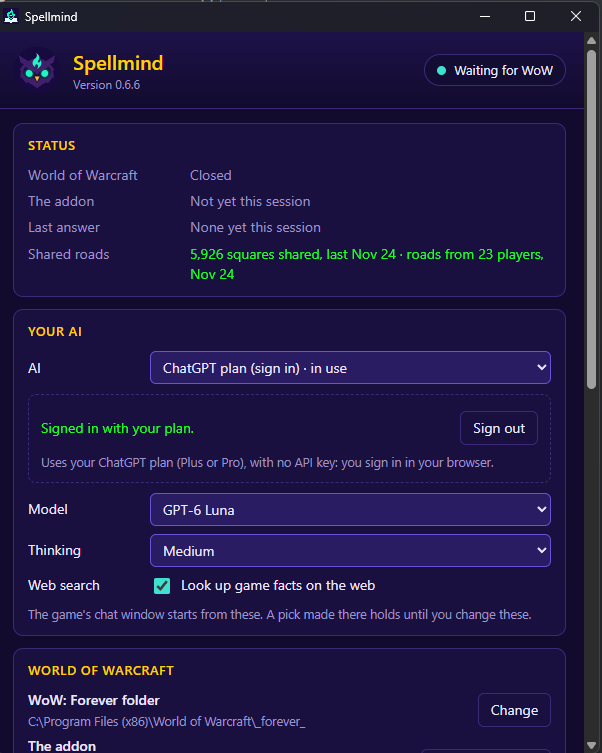 Spellmind
Spellmind
Version 0.6.6
Waiting for WoW
STATUS
World of Warcraft Closed
The addon Not yet this session
Last answer None yet this session
Shared roads 5,926 squares shared, last Nov 24 · roads from 23 players,
Nov 24
YOUR AI
AI ChatGPT plan (sign in) · in use
Signed in with your plan.
Sign out
Uses your ChatGPT plan (Plus or Pro), with no API key: you sign in in your browser.
Model GPT-6 Luna
Thinking Medium
Web search Look up game facts on the web
The game's chat window starts from these. A pick made there holds until you change these.
WORLD OF WARCRAFT
WoW: Forever folder
C:\Program Files (x86)\World of Warcraft\_forever_
Change
The addon